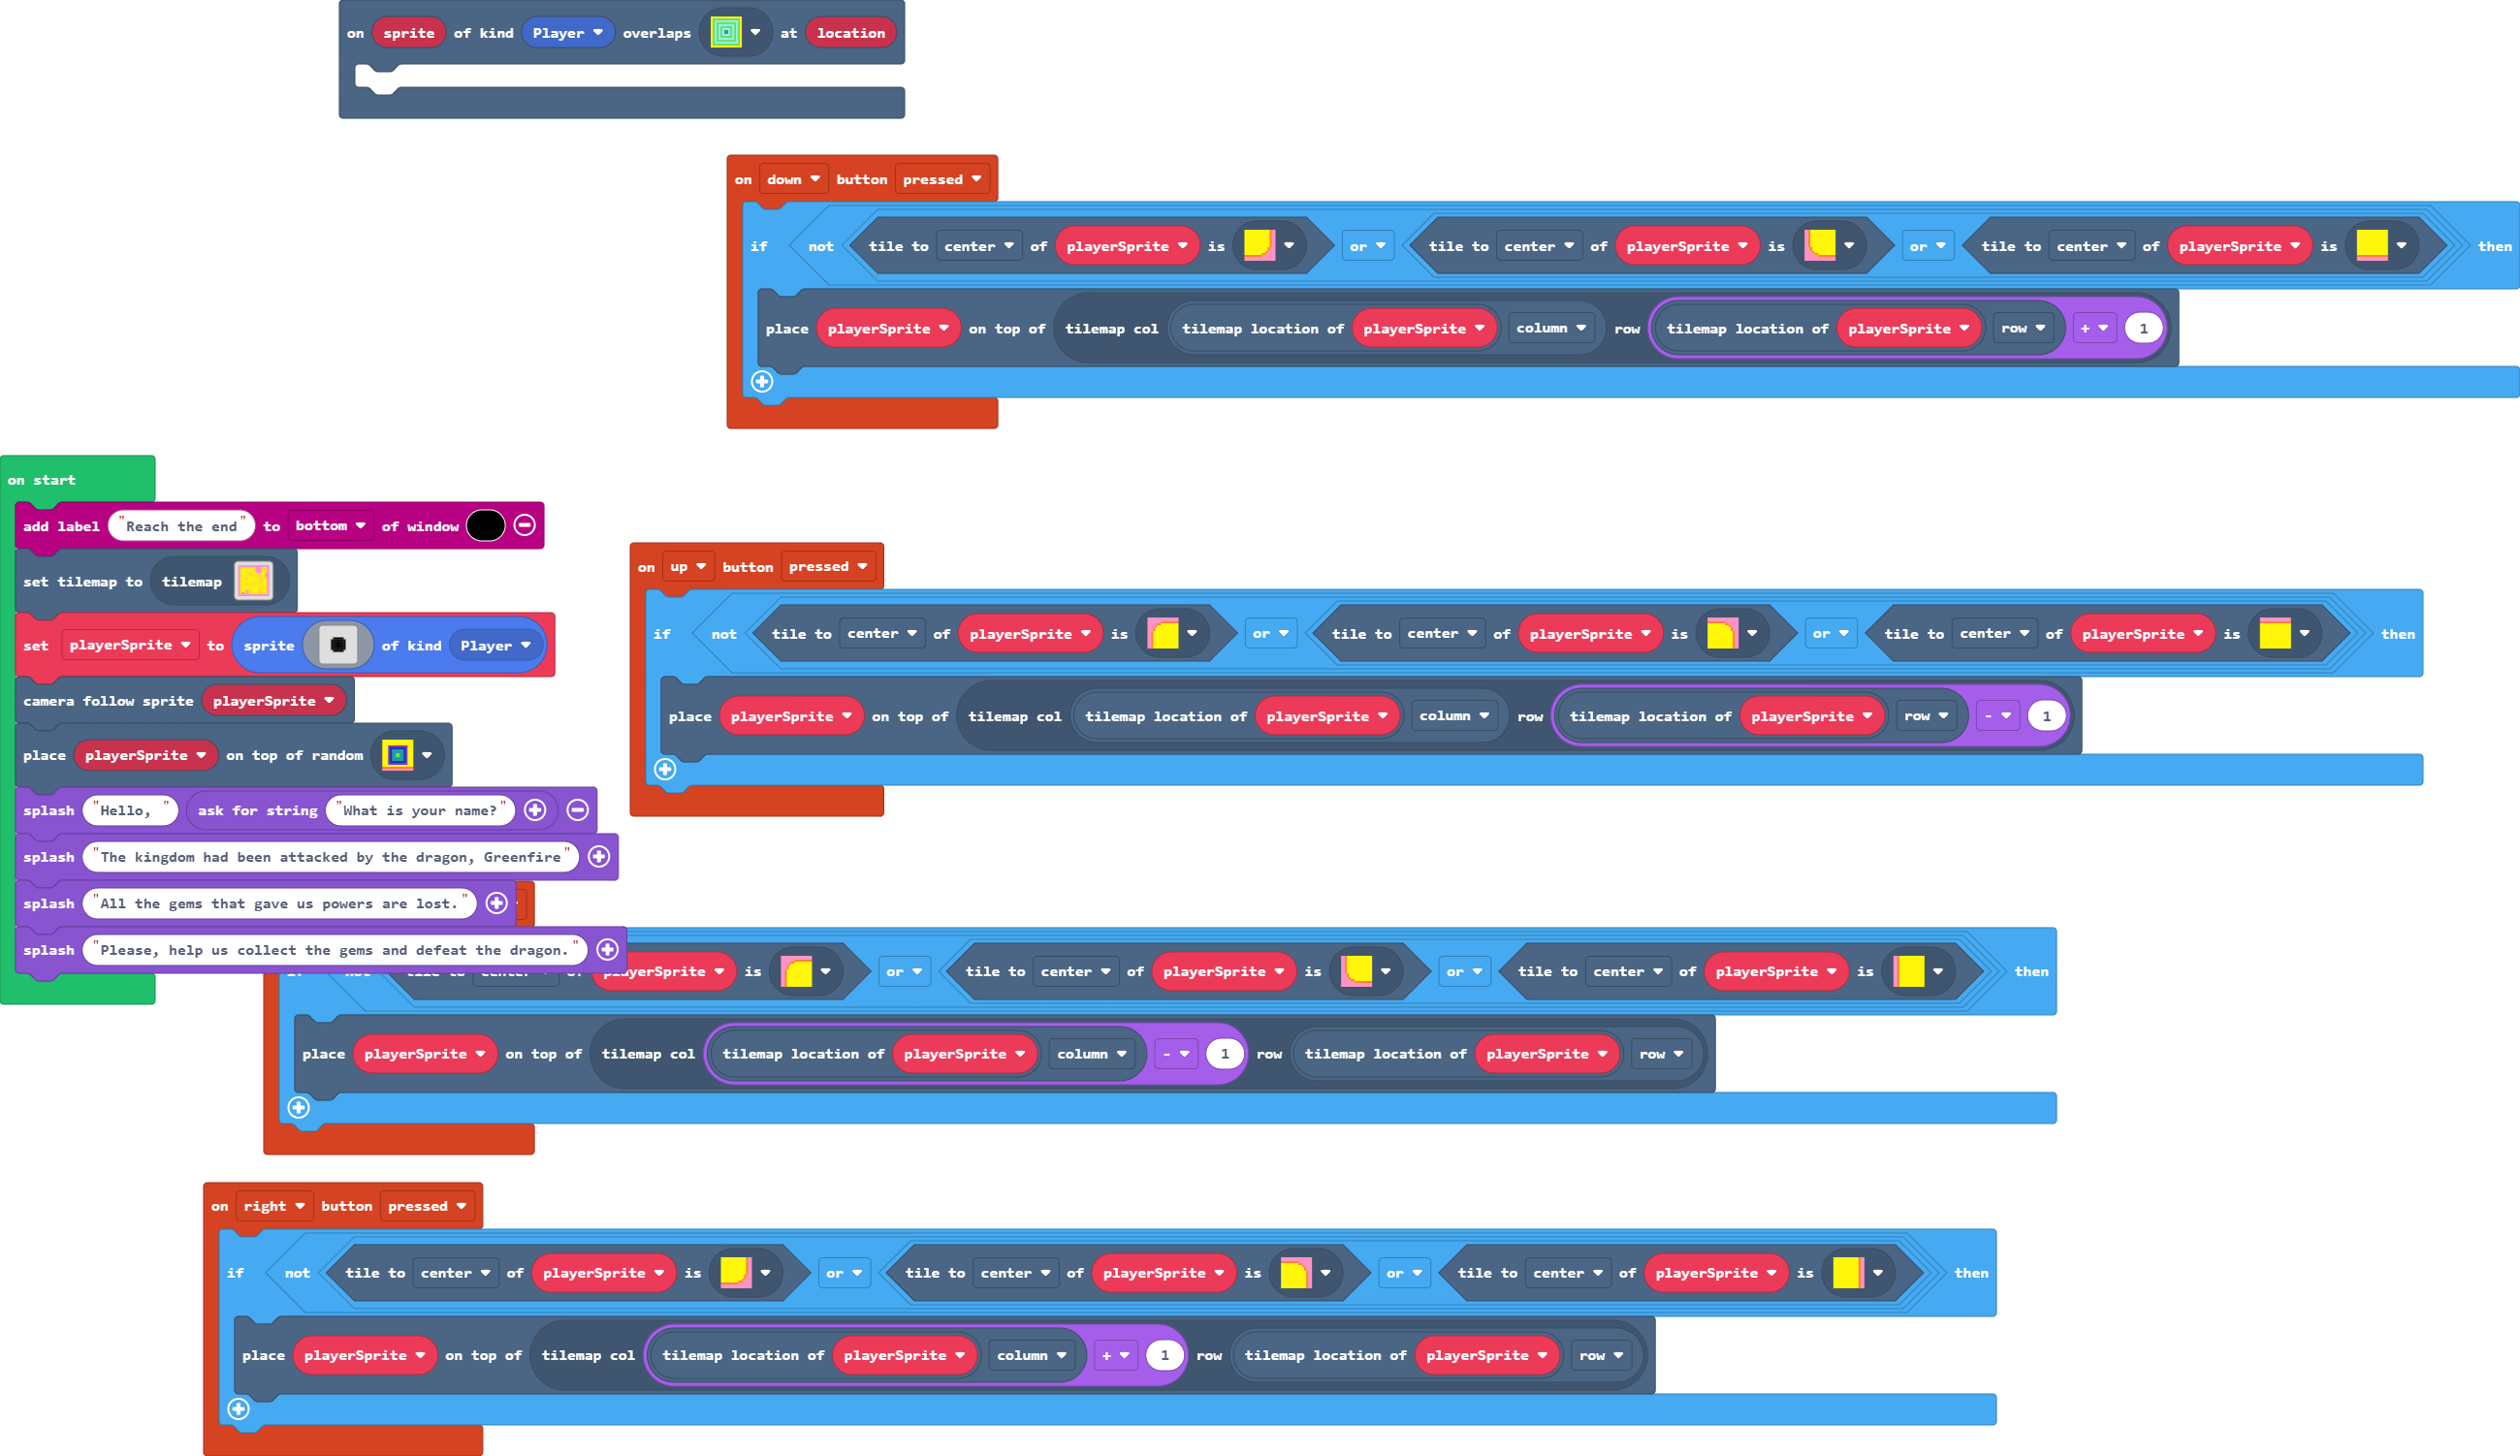 on sprite of kind Player overlaps at location
on down button pressed
if not tile to center of playerSprite is or tile to center of playerSprite is or tile to center of playerSprite is then
place playerSprite on top of tilemap col tilemap location of playerSprite column row tilemap location of playerSprite row + 1
on start
add label "Reach the end" to bottom of window
set tilemap to tilemap
set playerSprite to sprite of kind Player
camera follow sprite playerSprite
place playerSprite on top of random
splash "Hello, " ask for string "What is your name?"
splash "The kingdom had been attacked by the dragon, Greenfire"
splash "All the gems that gave us powers are lost."
splash "Please, help us collect the gems and defeat the dragon."
on up button pressed
if not tile to center of playerSprite is or tile to center of playerSprite is or tile to center of playerSprite is then
place playerSprite on top of tilemap col tilemap location of playerSprite column row tilemap location of playerSprite row - 1
if not tile to center of playerSprite is or tile to center of playerSprite is or tile to center of playerSprite is then
place playerSprite on top of tilemap col tilemap location of playerSprite column - 1 row tilemap location of playerSprite row
on right button pressed
if not tile to center of playerSprite is or tile to center of playerSprite is or tile to center of playerSprite is then
place playerSprite on top of tilemap col tilemap location of playerSprite column + 1 row tilemap location of playerSprite row